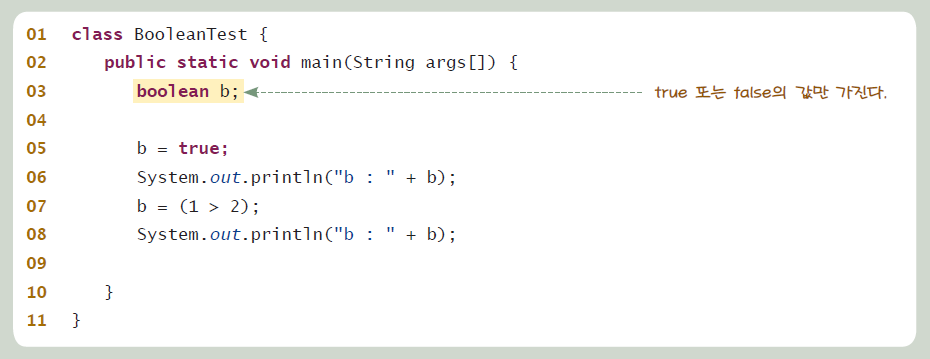 01 class BooleanTest {
02 public static void main(String args[]) {
03 boolean b; true 또는 false의 값만 가진다.
04
05 b = true;
06 System.out.println("b : " + b);
07 b = (1 > 2);
08 System.out.println("b : " + b);
09
10 }
11 }